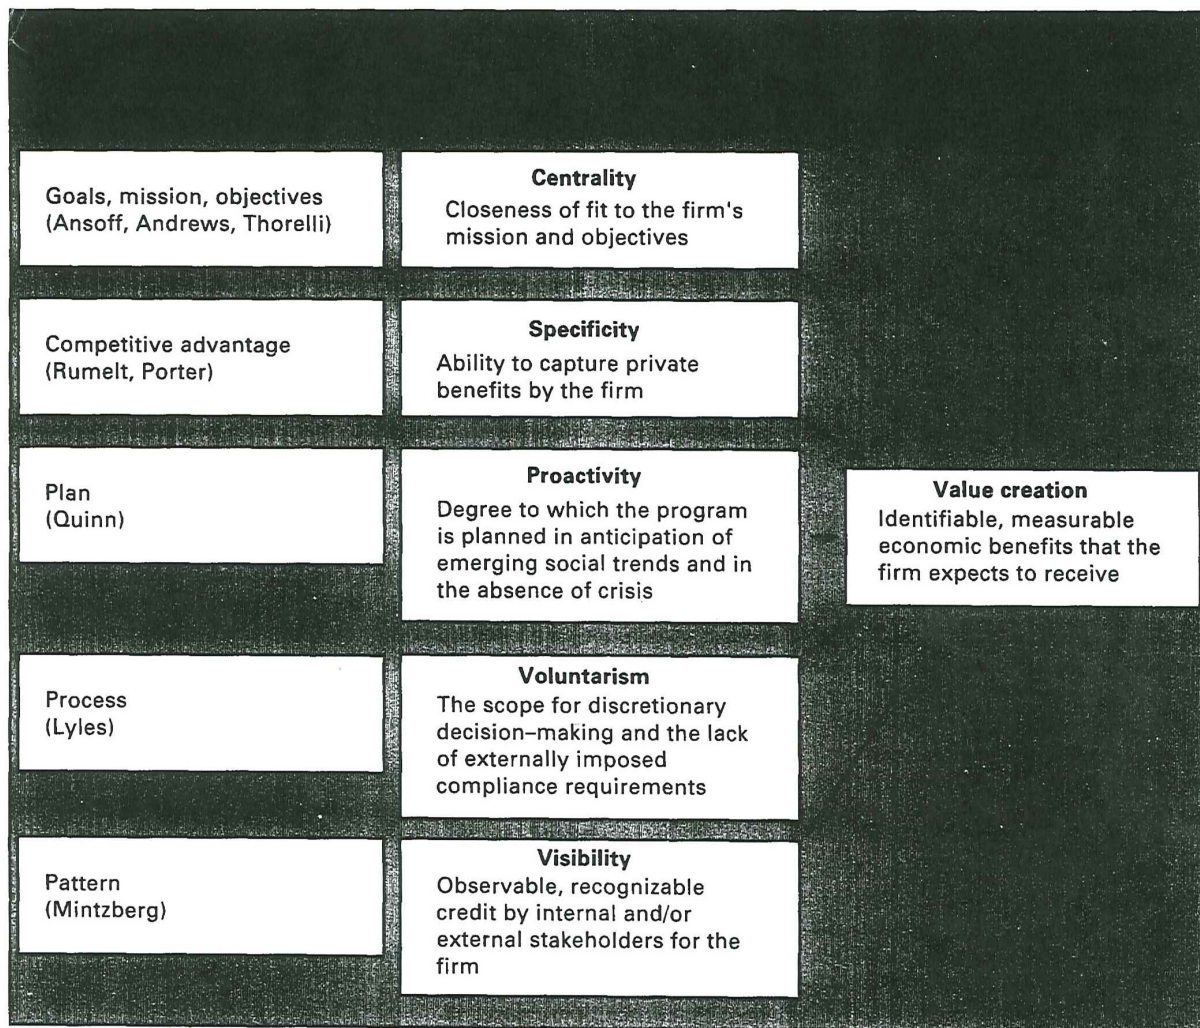 Goals, mission, objectives
(Ansoff, Andrews, Thorelli)
Centrality
Closeness of fit to the firm's
mission and objectives
Competitive advantage
(Rumelt, Porter)
Specificity
Ability to capture private
benefits by the firm
Plan
(Quinn)
Proactivity
Degree to which the program
is planned in anticipation of
emerging social trends and in
the absence of crisis
Value creation
Identifiable, measurable
economic benefits that the
firm expects to receive
Process
(Lyles)
Voluntarism
The scope for discretionary
decision–making and the lack
of externally imposed
compliance requirements
Pattern
(Mintzberg)
Visibility
Observable, recognizable
credit by internal and/or
external stakeholders for the
firm